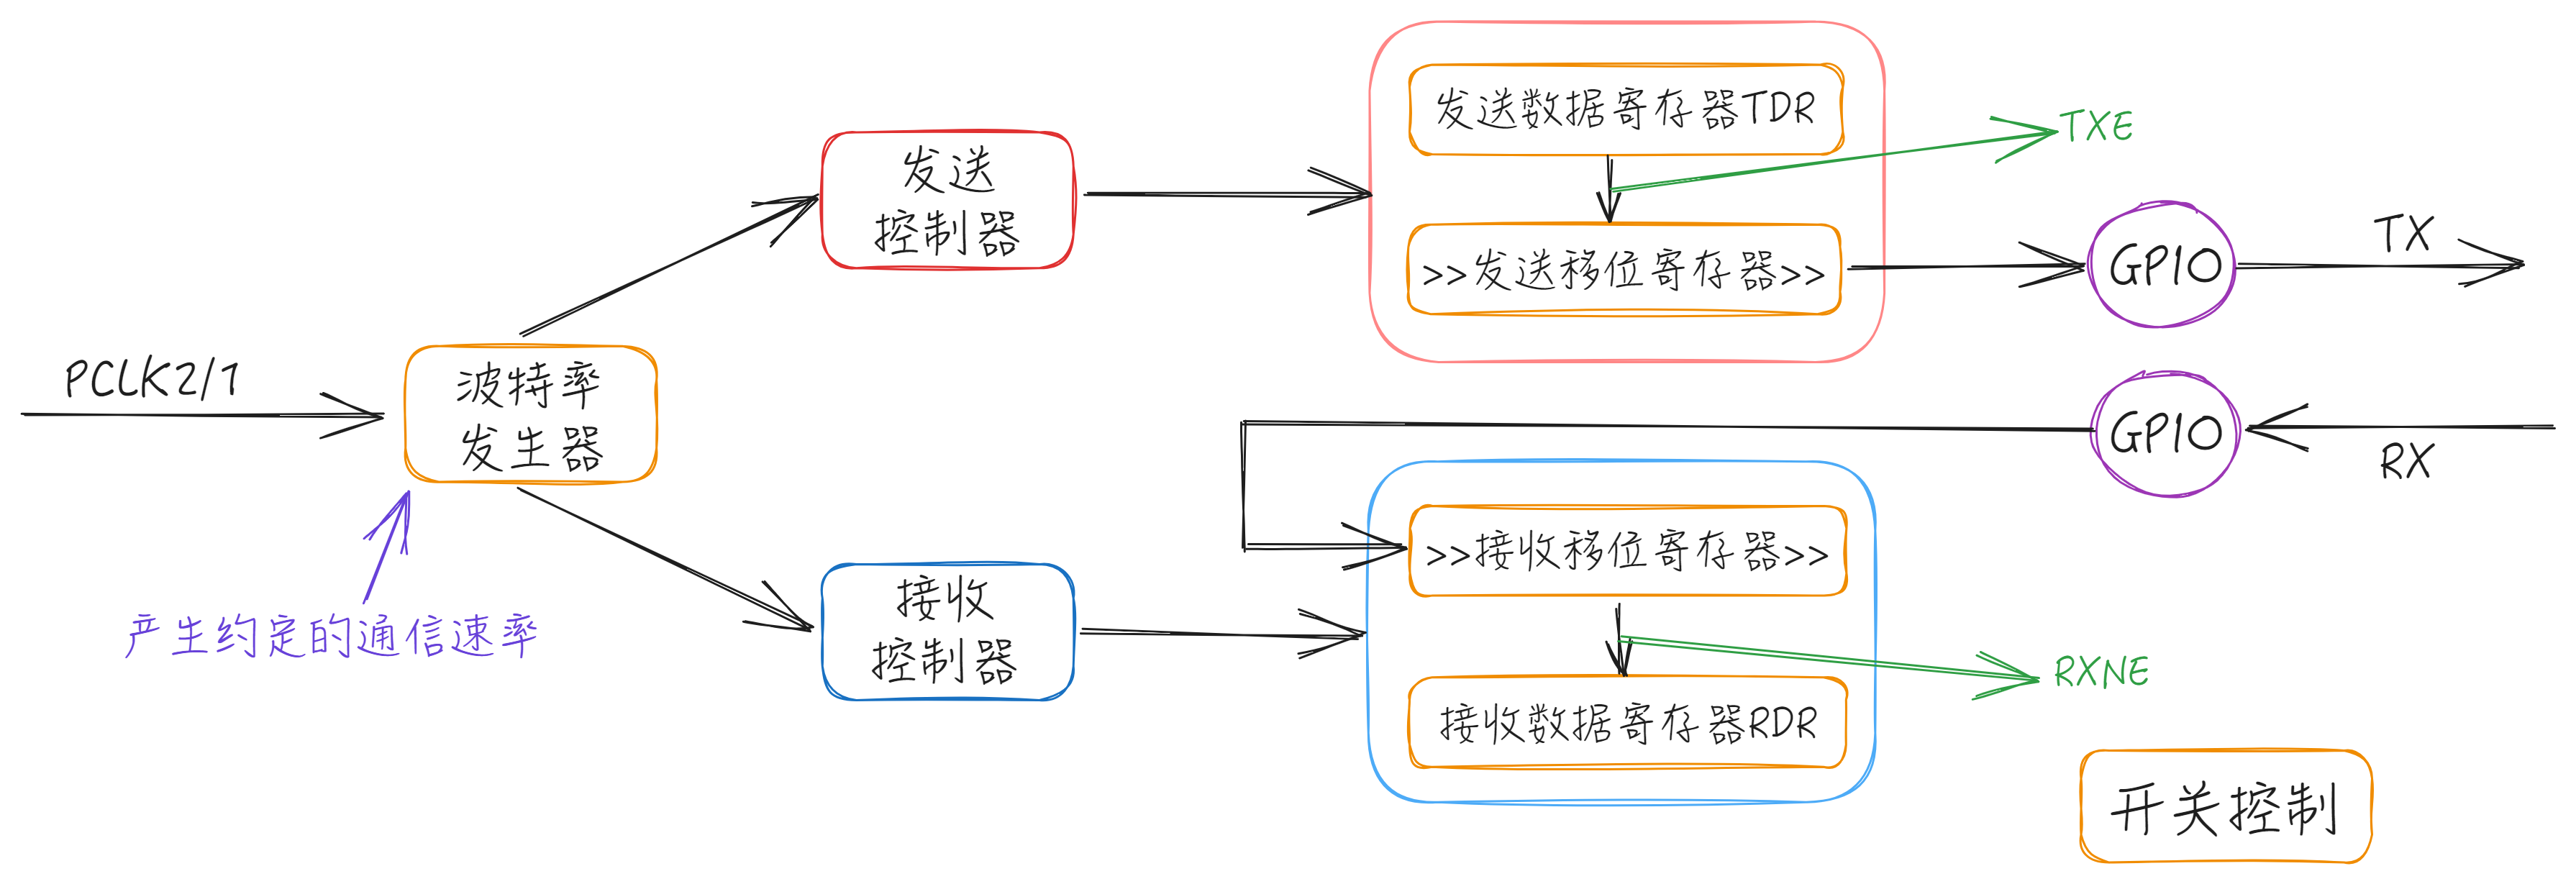 PCLK2/1
波特率
发生器
产生约定的通信速率
发送
控制器
接收
控制器
发送数据寄存器TDR
>>发送移位寄存器>>
TXE
GPIO
TX
GPIO
RX
>>接收移位寄存器>>
接收数据寄存器RDR
RXNE
开关控制